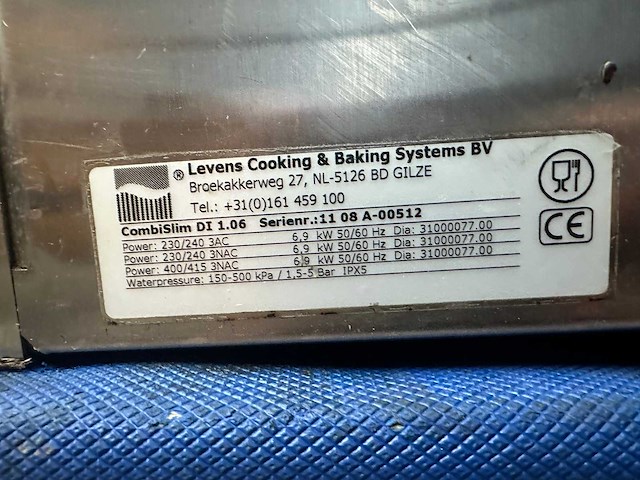 ® Levens Cooking & Baking Systems BV
Broekakkerweg 27, NL-5126 BD GILZE
Tel.: +31(0)161 459 100
CombiSlim DI 1.06 Serienr.:11 08 A-00512
Power: 230/240 3AC 6,9 kW 50/60 Hz Dia: 31000077.00
Power: 230/240 3NAC 6,9 kW 50/60 Hz Dia: 31000077.00
Power: 400/415 3NAC 6,9 kW 50/60 Hz Dia: 31000077.00
Waterpressure: 150-500 kPa / 1,5-5 Bar IPX5
CE